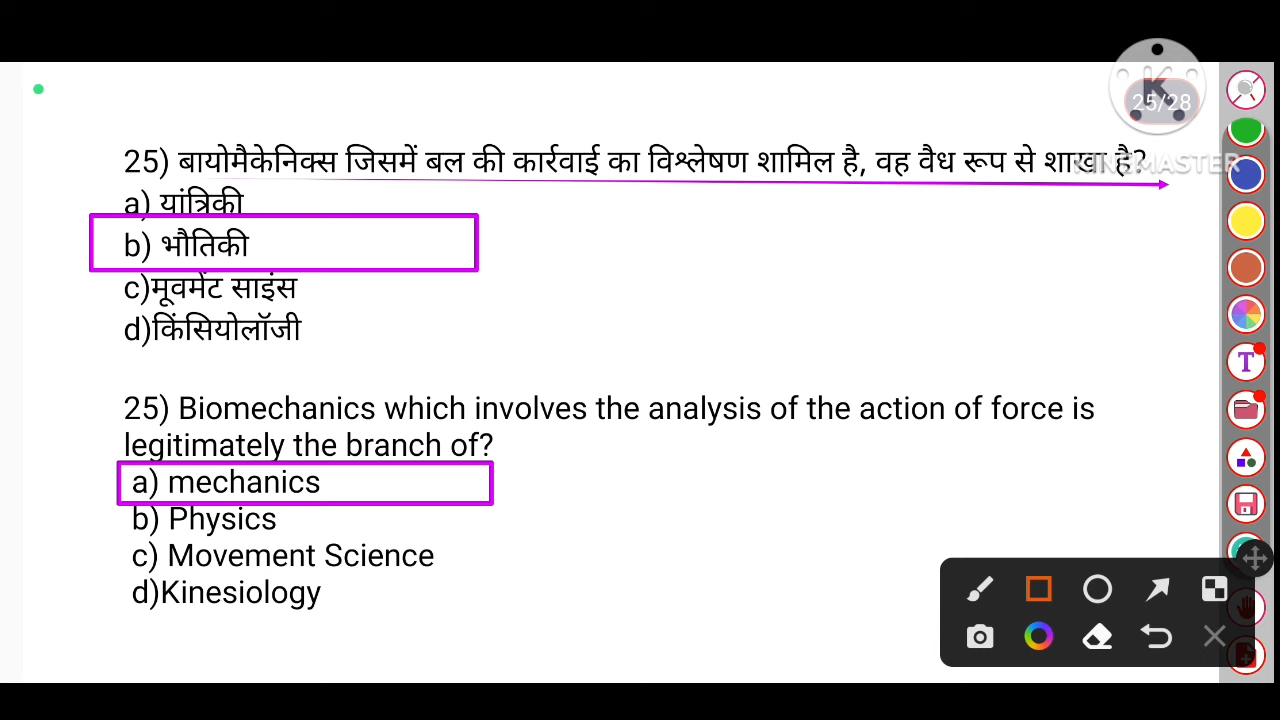 25/28
KINEMASTER
25) बायोमैकेनिक्स जिसमें बल की कार्रवाई का विश्लेषण शामिल है, वह वैध रूप से शाखा है?
a) यांत्रिकी
b) भौतिकी
c)मूवमेंट साइंस
d)किंसियोलॉजी
25) Biomechanics which involves the analysis of the action of force is
legitimately the branch of?
a) mechanics
b) Physics
c) Movement Science
d)Kinesiology
T